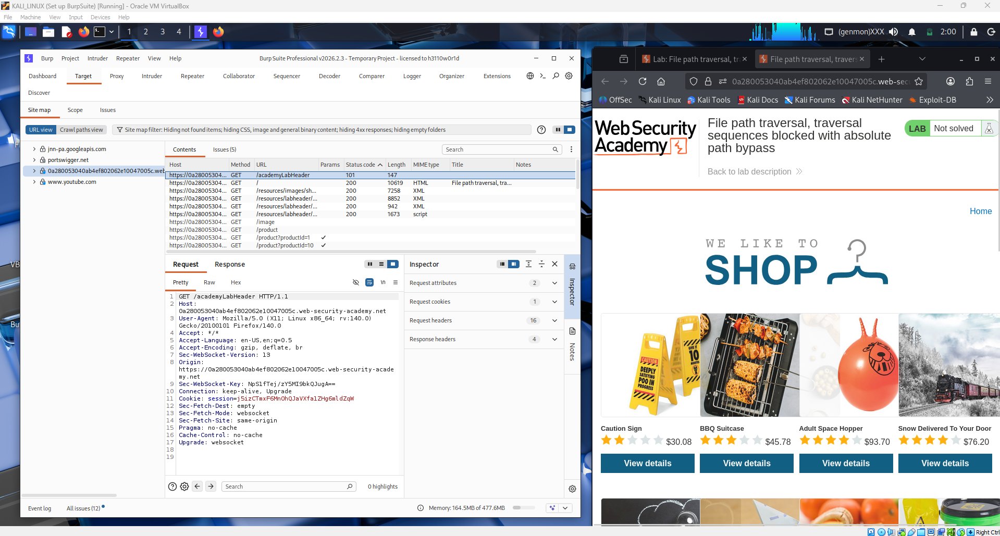 KALI_LINUX (Set up BurpSuite) [Running] - Oracle VM VirtualBox
File Machine View Input Devices Help
1 2 3 4
(genmon)XXX 2:00
Burp Project Intruder Repeater View Help
Burp Suite Professional v2026.2.3 - Temporary Project - licensed to h3110w0r1d
Dashboard Target Proxy Intruder Repeater Collaborator Sequencer Decoder Comparer Logger Organizer Extensions
Discover
Site map Scope Issues
URL view Crawl paths view
Site map filter: Hiding not found items; hiding CSS, image and general binary content; hiding 4xx responses; hiding empty folders
jnn-pa.googleapis.com
portswigger.net
0a280053040ab4ef802062e10047005c.web
www.youtube.com
Contents Issues (5)
Search
Host Method URL Params Status code Length MIME type Title Notes
https://0a28005304... GET /academyLabHeader 101 147
https://0a28005304... GET / 200 10619 HTML File path traversal, tra...
https://0a28005304... GET /resources/images/sh... 200 7258 XML
https://0a28005304... GET /resources/labheader/... 200 8852 XML
https://0a28005304... GET /resources/labheader/... 200 942 XML
https://0a28005304... GET /resources/labheader/... 200 1673 script
https://0a28005304... GET /image
https://0a28005304... GET /product
https://0a28005304... GET /product?productId=1
https://0a28005304... GET /product?productId=10
Request Response
Pretty Raw Hex
\n
1 GET /academyLabHeader HTTP/1.1
2 Host:
0a280053040ab4ef802062e10047005c.web-security-academy.net
3 User-Agent: Mozilla/5.0 (X11; Linux x86_64; rv:140.0)
Gecko/20100101 Firefox/140.0
4 Accept: */*
5 Accept-Language: en-US,en;q=0.5
6 Accept-Encoding: gzip, deflate, br
7 Sec-WebSocket-Version: 13
8 Origin:
https://0a280053040ab4ef802062e10047005c.web-security-acade
my.net
9 Sec-WebSocket-Key: NpS1fTej/zY5MI9bkQJugA==
10 Connection: keep-alive, Upgrade
11 Cookie: session=j5izCTmxF6MnOhQJaVXfa1ZHg6mldZqW
12 Sec-Fetch-Dest: empty
13 Sec-Fetch-Mode: websocket
14 Sec-Fetch-Site: same-origin
15 Pragma: no-cache
16 Cache-Control: no-cache
17 Upgrade: websocket
18
19
Search
0 highlights
Inspector
Request attributes 2
Request cookies 1
Request headers 16
Response headers 4
Inspector
Notes
Event log All issues (12)
Memory: 164.5MB of 477.6MB
VB
Bu
Lab: File path traversal, tr
File path traversal, travers
0a280053040ab4ef802062e10047005c.web-sec
OffSec Kali Linux Kali Tools Kali Docs Kali Forums Kali NetHunter Exploit-DB
Web Security
Academy
File path traversal, traversal
sequences blocked with absolute
path bypass
LAB Not solved
Back to lab description
Home
WE LIKE TO
SHOP
CAUTION
DEEPLY
SATISFYING
POO IN
PROGRESS
GIVE IT
10
MINUTES
Caution Sign
$30.08
View details
BBQ Suitcase
$45.78
View details
Adult Space Hopper
$93.70
View details
Snow Delivered To Your Door
$76.20
View details
Right Ctrl